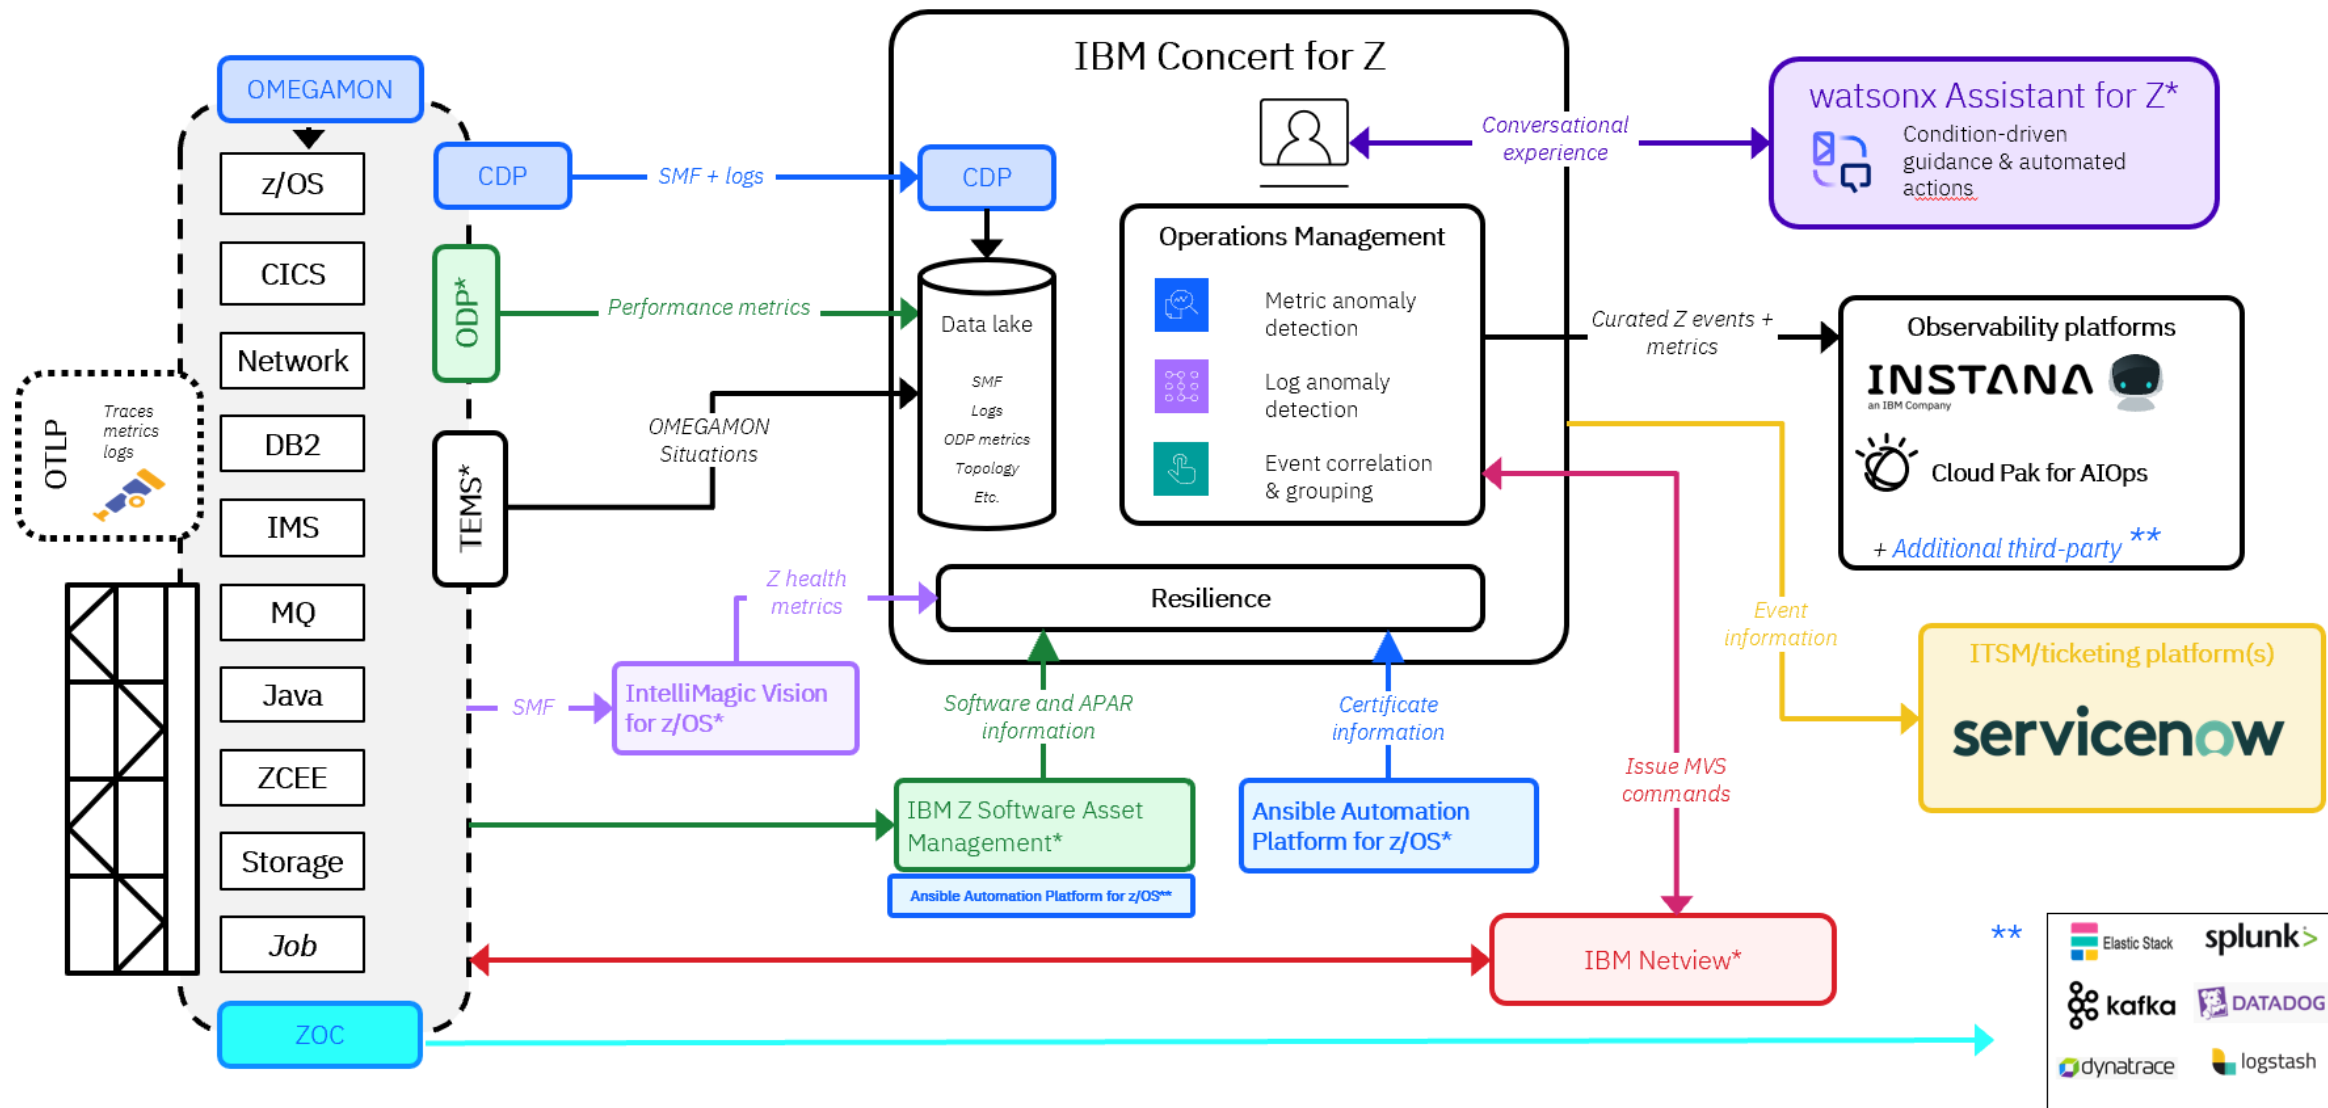 OMEGAMON
z/OS
CICS
Network
DB2
IMS
MQ
Java
ZCEE
Storage
Job
ZOC
OTLP
Traces
metrics
logs
CDP
ODP*
TEMS*
SMF + logs
Performance metrics
OMEGAMON
Situations
SMF
IntelliMagic Vision
for z/OS*
Z health
metrics
IBM Concert for Z
CDP
Data lake
SMF
Logs
ODP metrics
Topology
Etc.
Operations Management
Metric anomaly
detection
Log anomaly
detection
Event correlation
& grouping
Resilience
Software and APAR
information
Certificate
information
IBM Z Software Asset
Management*
Ansible Automation Platform for z/OS**
Ansible Automation
Platform for z/OS*
Conversational
experience
watsonx Assistant for Z*
Condition-driven
guidance & automated
actions
Curated Z events +
metrics
Observability platforms
INSTANA
an IBM Company
Cloud Pak for AIOps
+ Additional third-party **
Event
information
ITSM/ticketing platform(s)
servicenow
Issue MVS
commands
IBM Netview*
**
Elastic Stack
splunk>
kafka
DATADOG
dynatrace
logstash